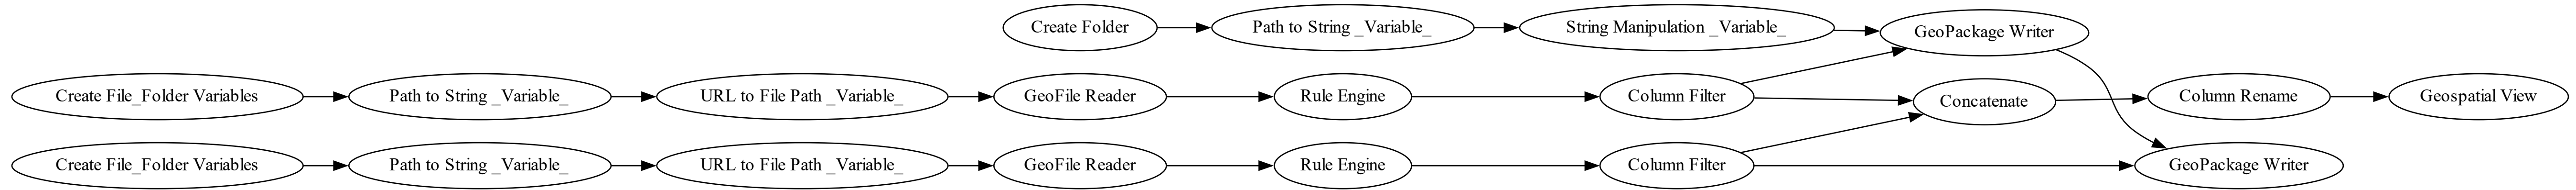 Create Folder
Path to String _Variable_
String Manipulation _Variable_
GeoPackage Writer
Create File_Folder Variables
Path to String _Variable_
URL to File Path _Variable_
GeoFile Reader
Rule Engine
Column Filter
Concatenate
Column Rename
Geospatial View
Create File_Folder Variables
Path to String _Variable_
URL to File Path _Variable_
GeoFile Reader
Rule Engine
Column Filter
GeoPackage Writer